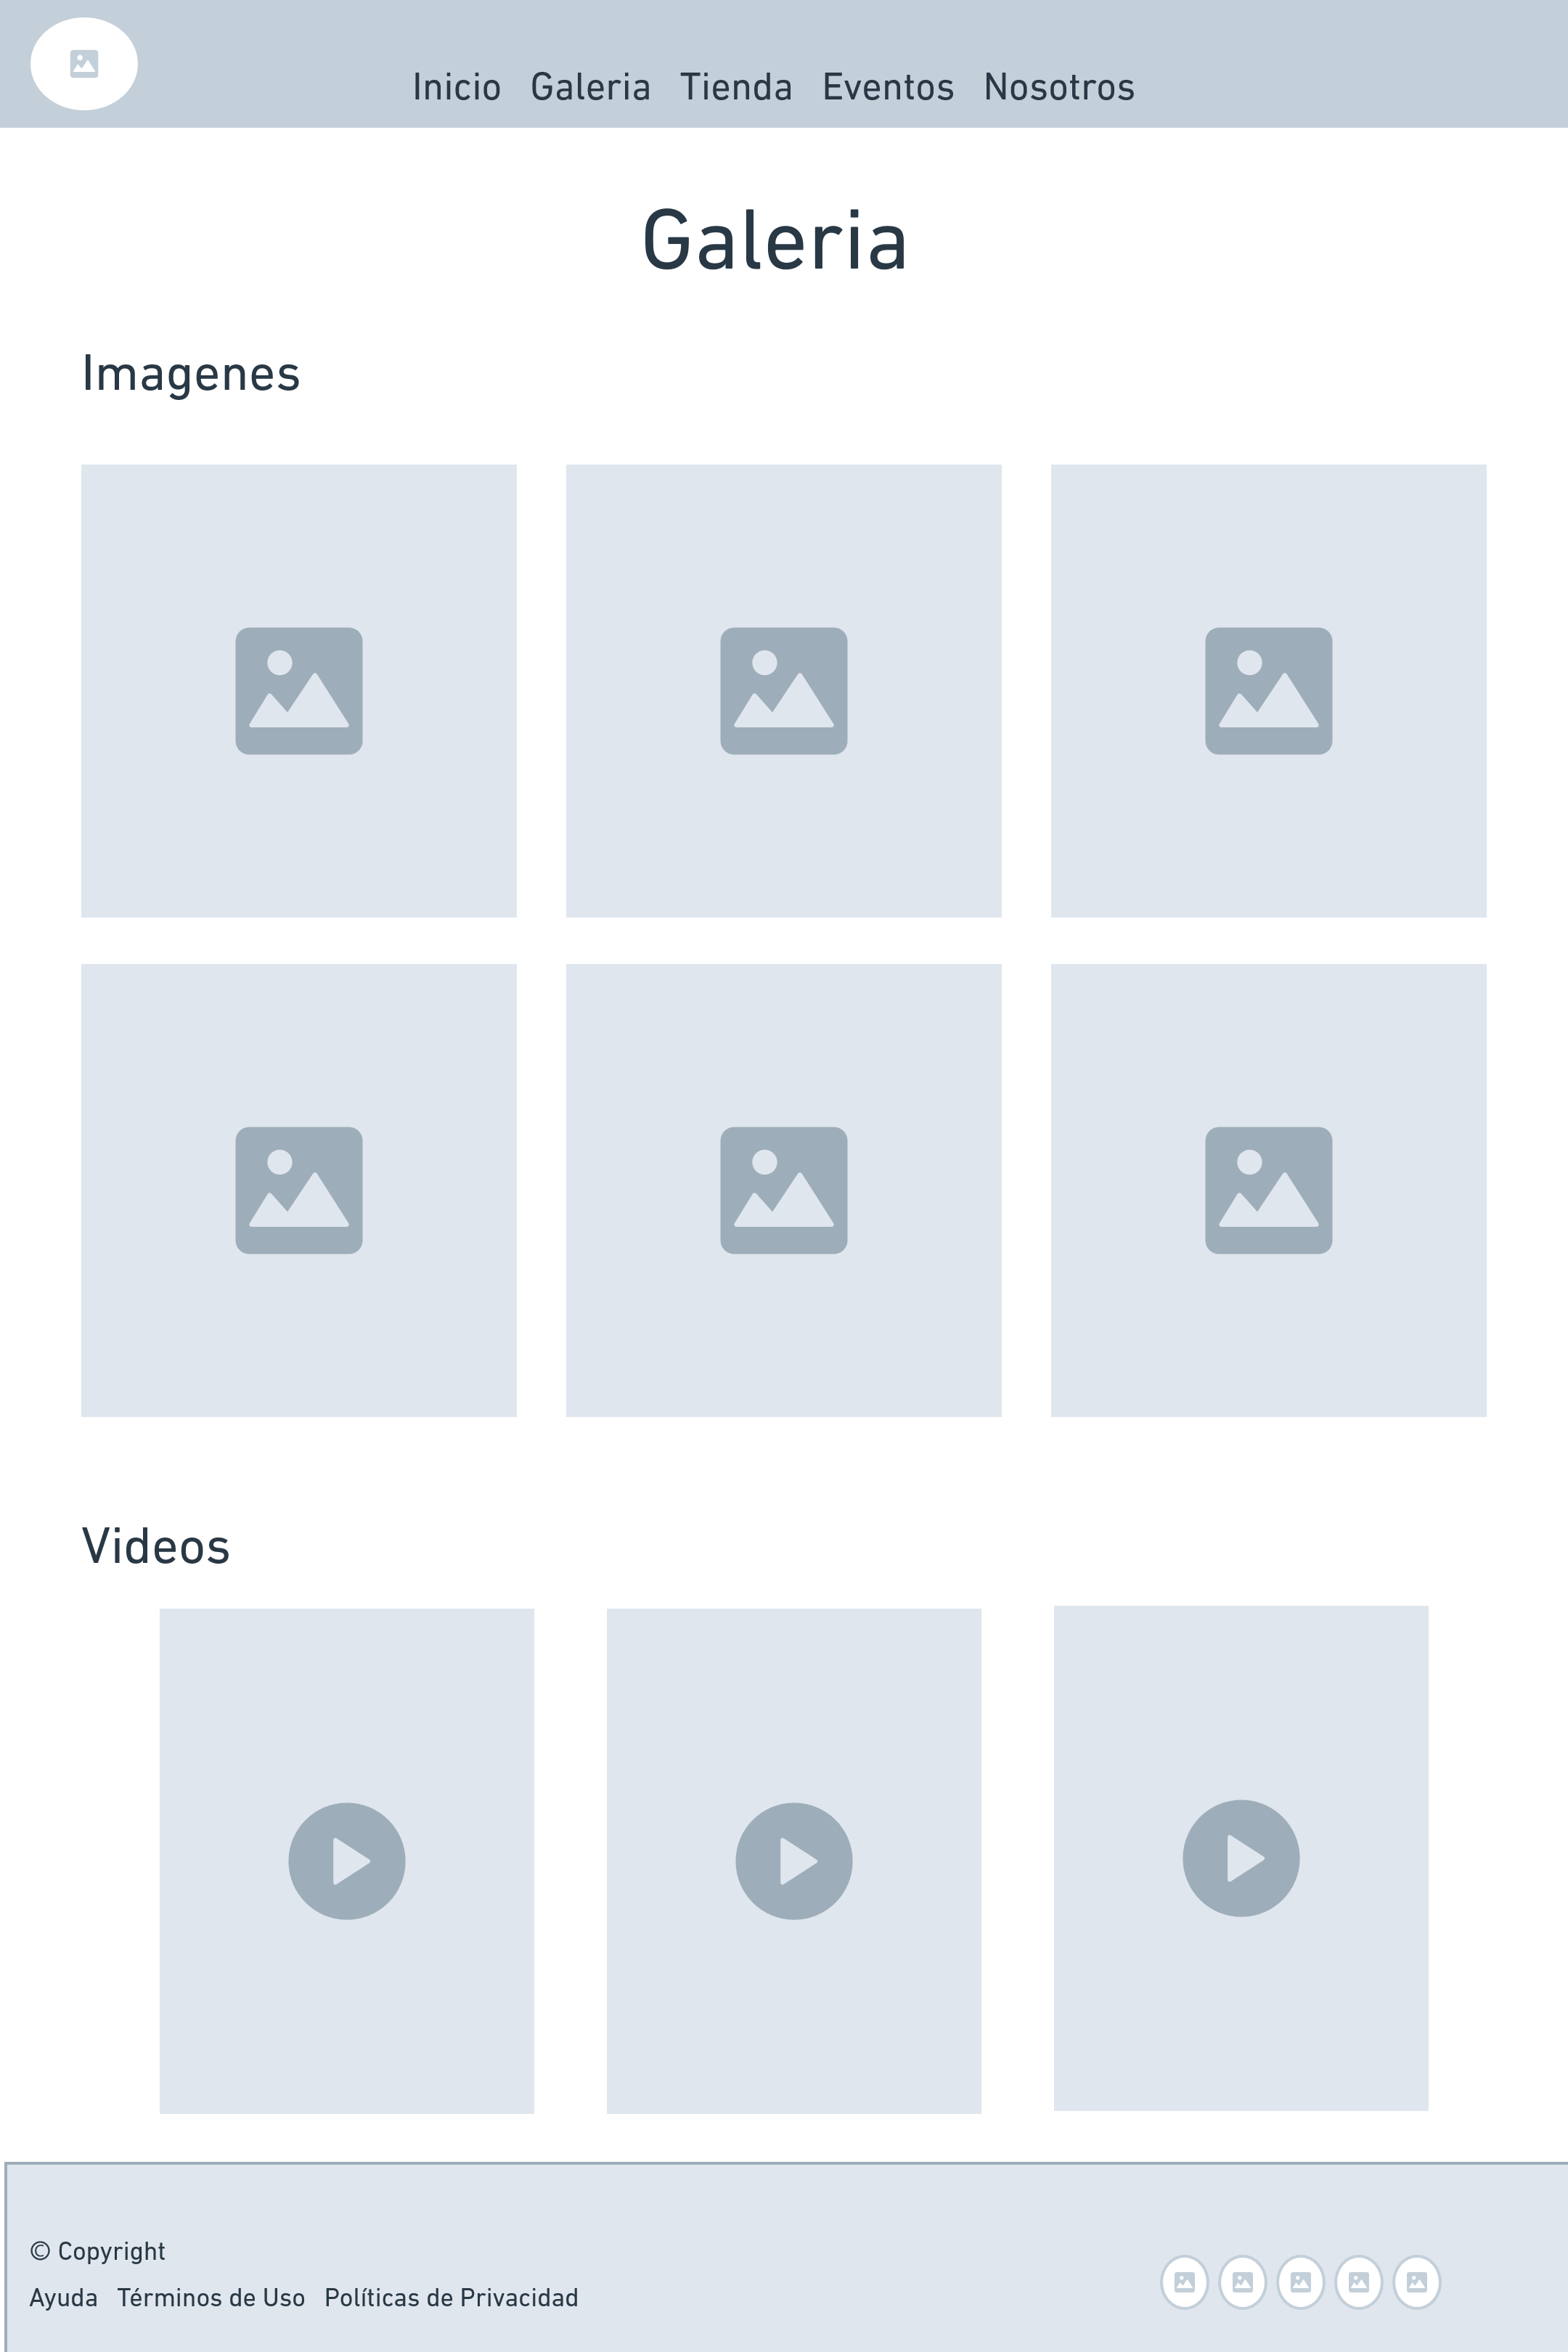 Inicio Galeria Tienda Eventos Nosotros
Galeria
Imagenes
Videos
© Copyright
Ayuda Términos de Uso Políticas de Privacidad